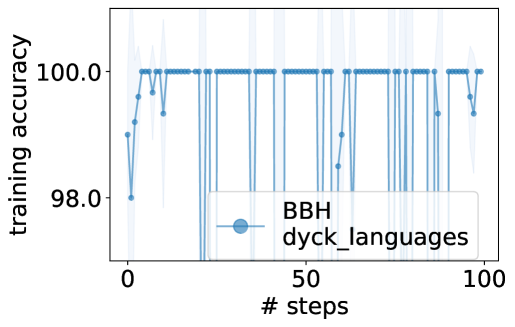 training accuracy
100.0
98.0
BBH
dyck_languages
0
50
100
# steps